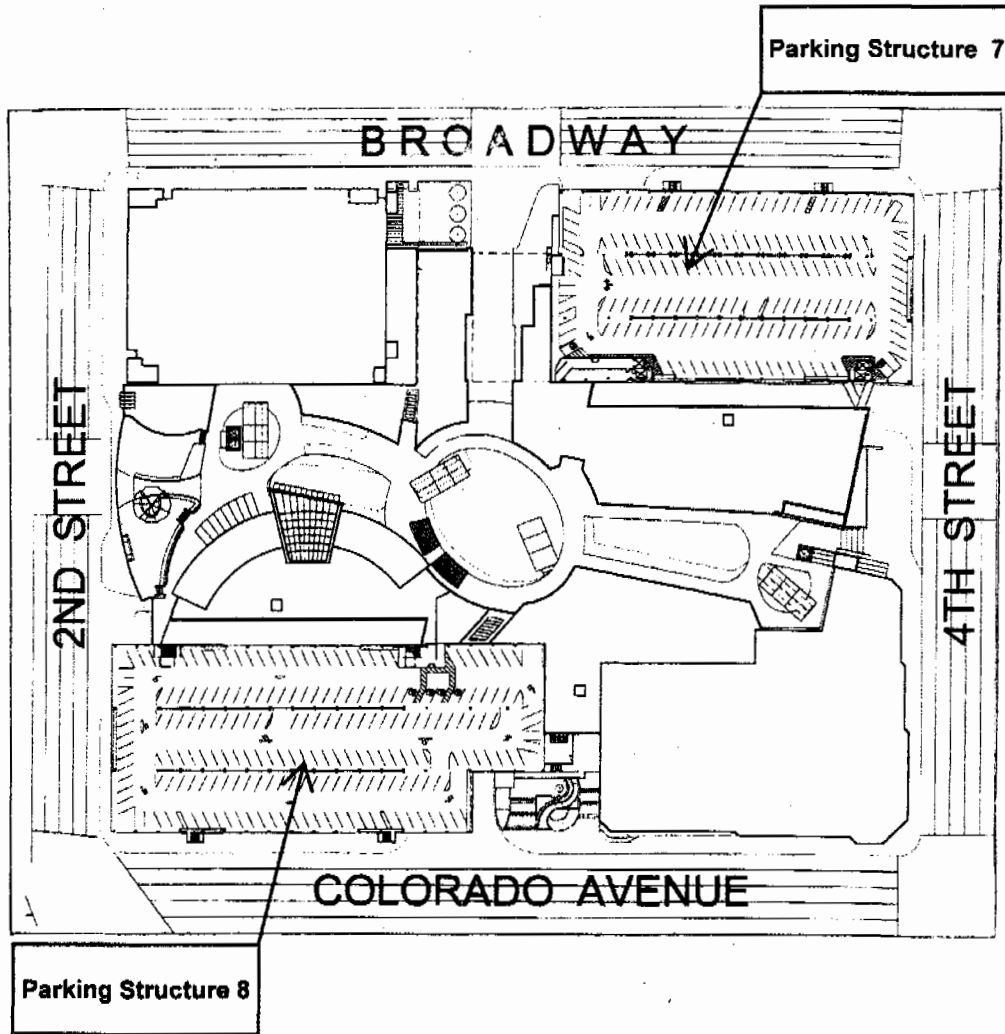 Parking Structure 7
BROADWAY
2ND STREET
4TH STREET
COLORADO AVENUE
Parking Structure 8